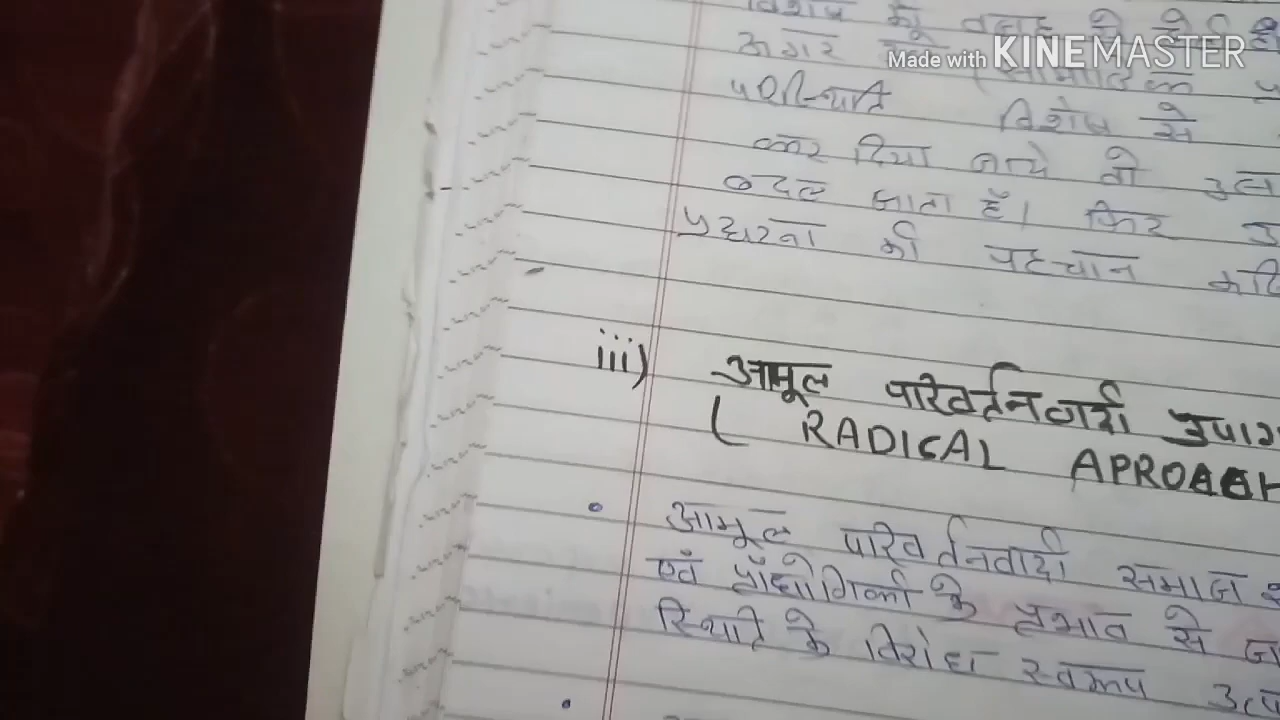 विशेष की वजह से
अगर
Made with KINEMASTER
परिस्थिति विशेष से
कर दिया जाये तो
बदल जाता है। फिर
प्रघटना की पहचान
iii) आमूल परिवर्तनवादी
( RADICAL APROACH
• आमूल परिवर्तनवादी समाज
एवं प्रौद्योगिकी के प्रभाव से
स्थिति के विरोध स्वरूप
•